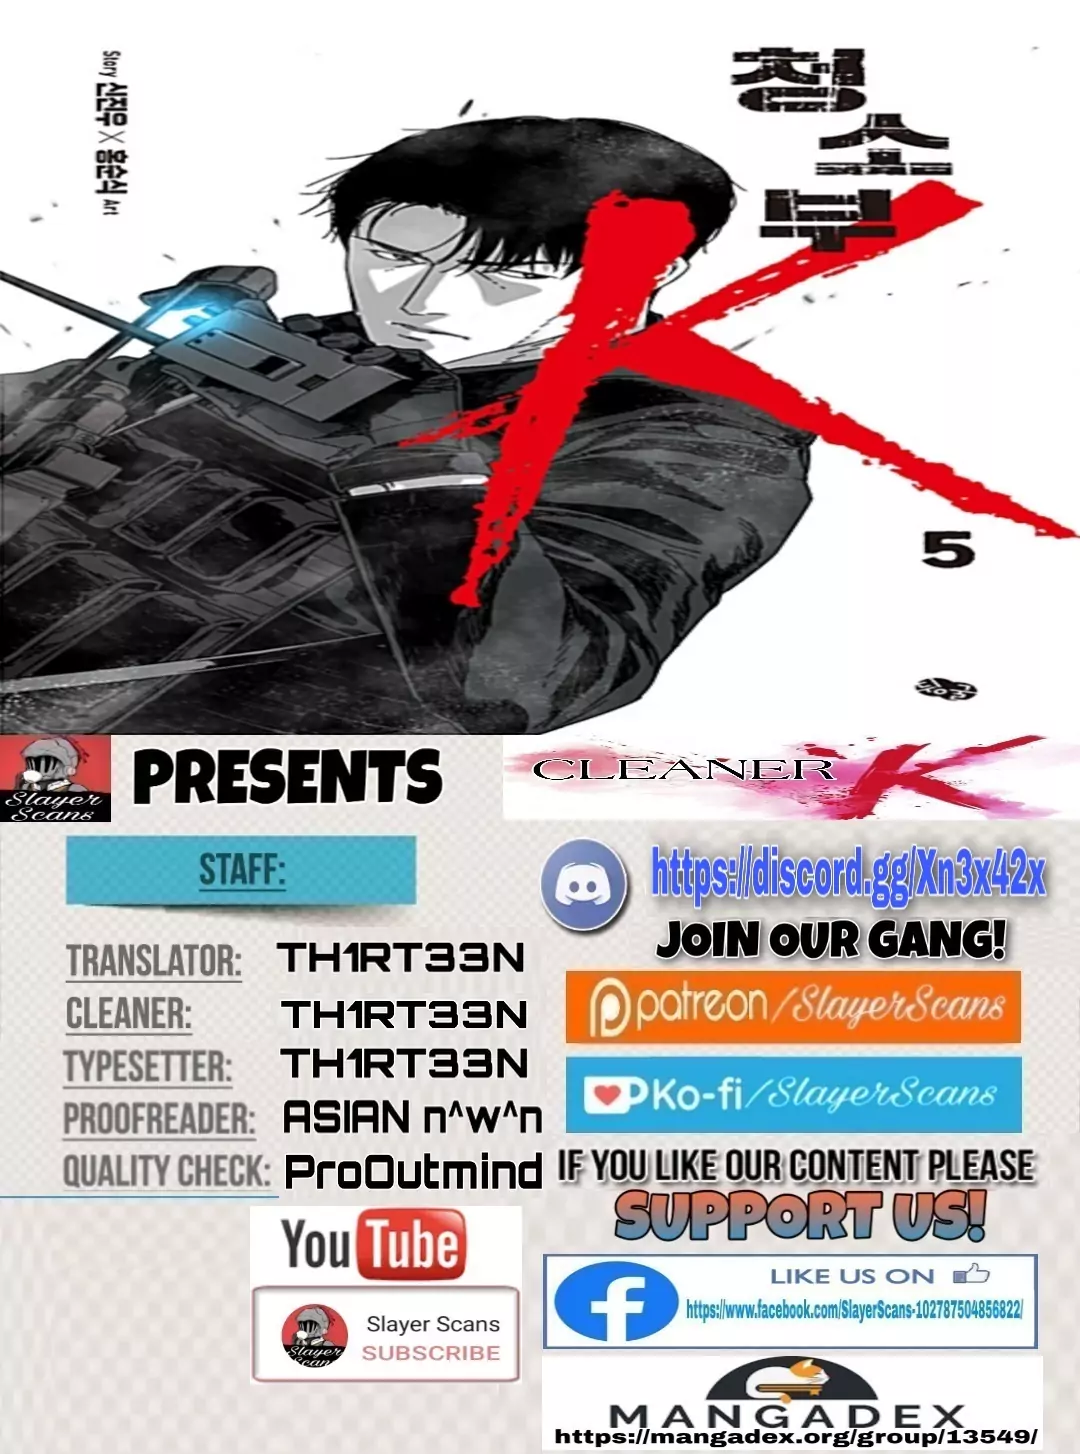 Story 신진우 X 홍순식 Art
청소부
K
5
PRESENTS
Slayer
Scans
CLEANER K
STAFF:
TRANSLATOR: TH1RT33N
CLEANER: TH1RT33N
TYPESETTER: TH1RT33N
PROOFREADER: ASIAN n^w^n
QUALITY CHECK: ProOutmind
https://discord.gg/Xn3x42x
JOIN OUR GANG!
patreon/SlayerScans
Ko-fi/SlayerScans
IF YOU LIKE OUR CONTENT PLEASE
SUPPORT US!
YouTube
Slayer Scans
SUBSCRIBE
Slayer
Scans
LIKE US ON
https://www.facebook.com/SlayerScans-102787504856822/
MANGADEX
https://mangadex.org/group/13549/